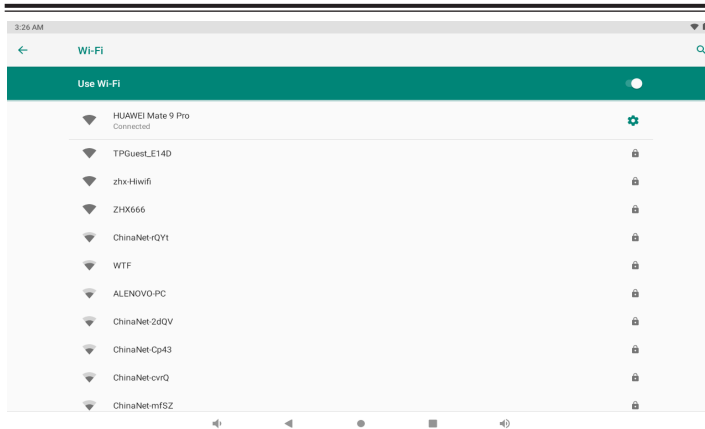 3:26 AM
Wi-Fi
Use Wi-Fi
HUAWEI Mate 9 Pro
Connected
TPGuest_E14D
zhx-Hiwifi
ZHX666
ChinaNet-rQYt
WTF
ALENOVO-PC
ChinaNet-2dQV
ChinaNet-Cp43
ChinaNet-cvrQ
ChinaNet-mfSZ